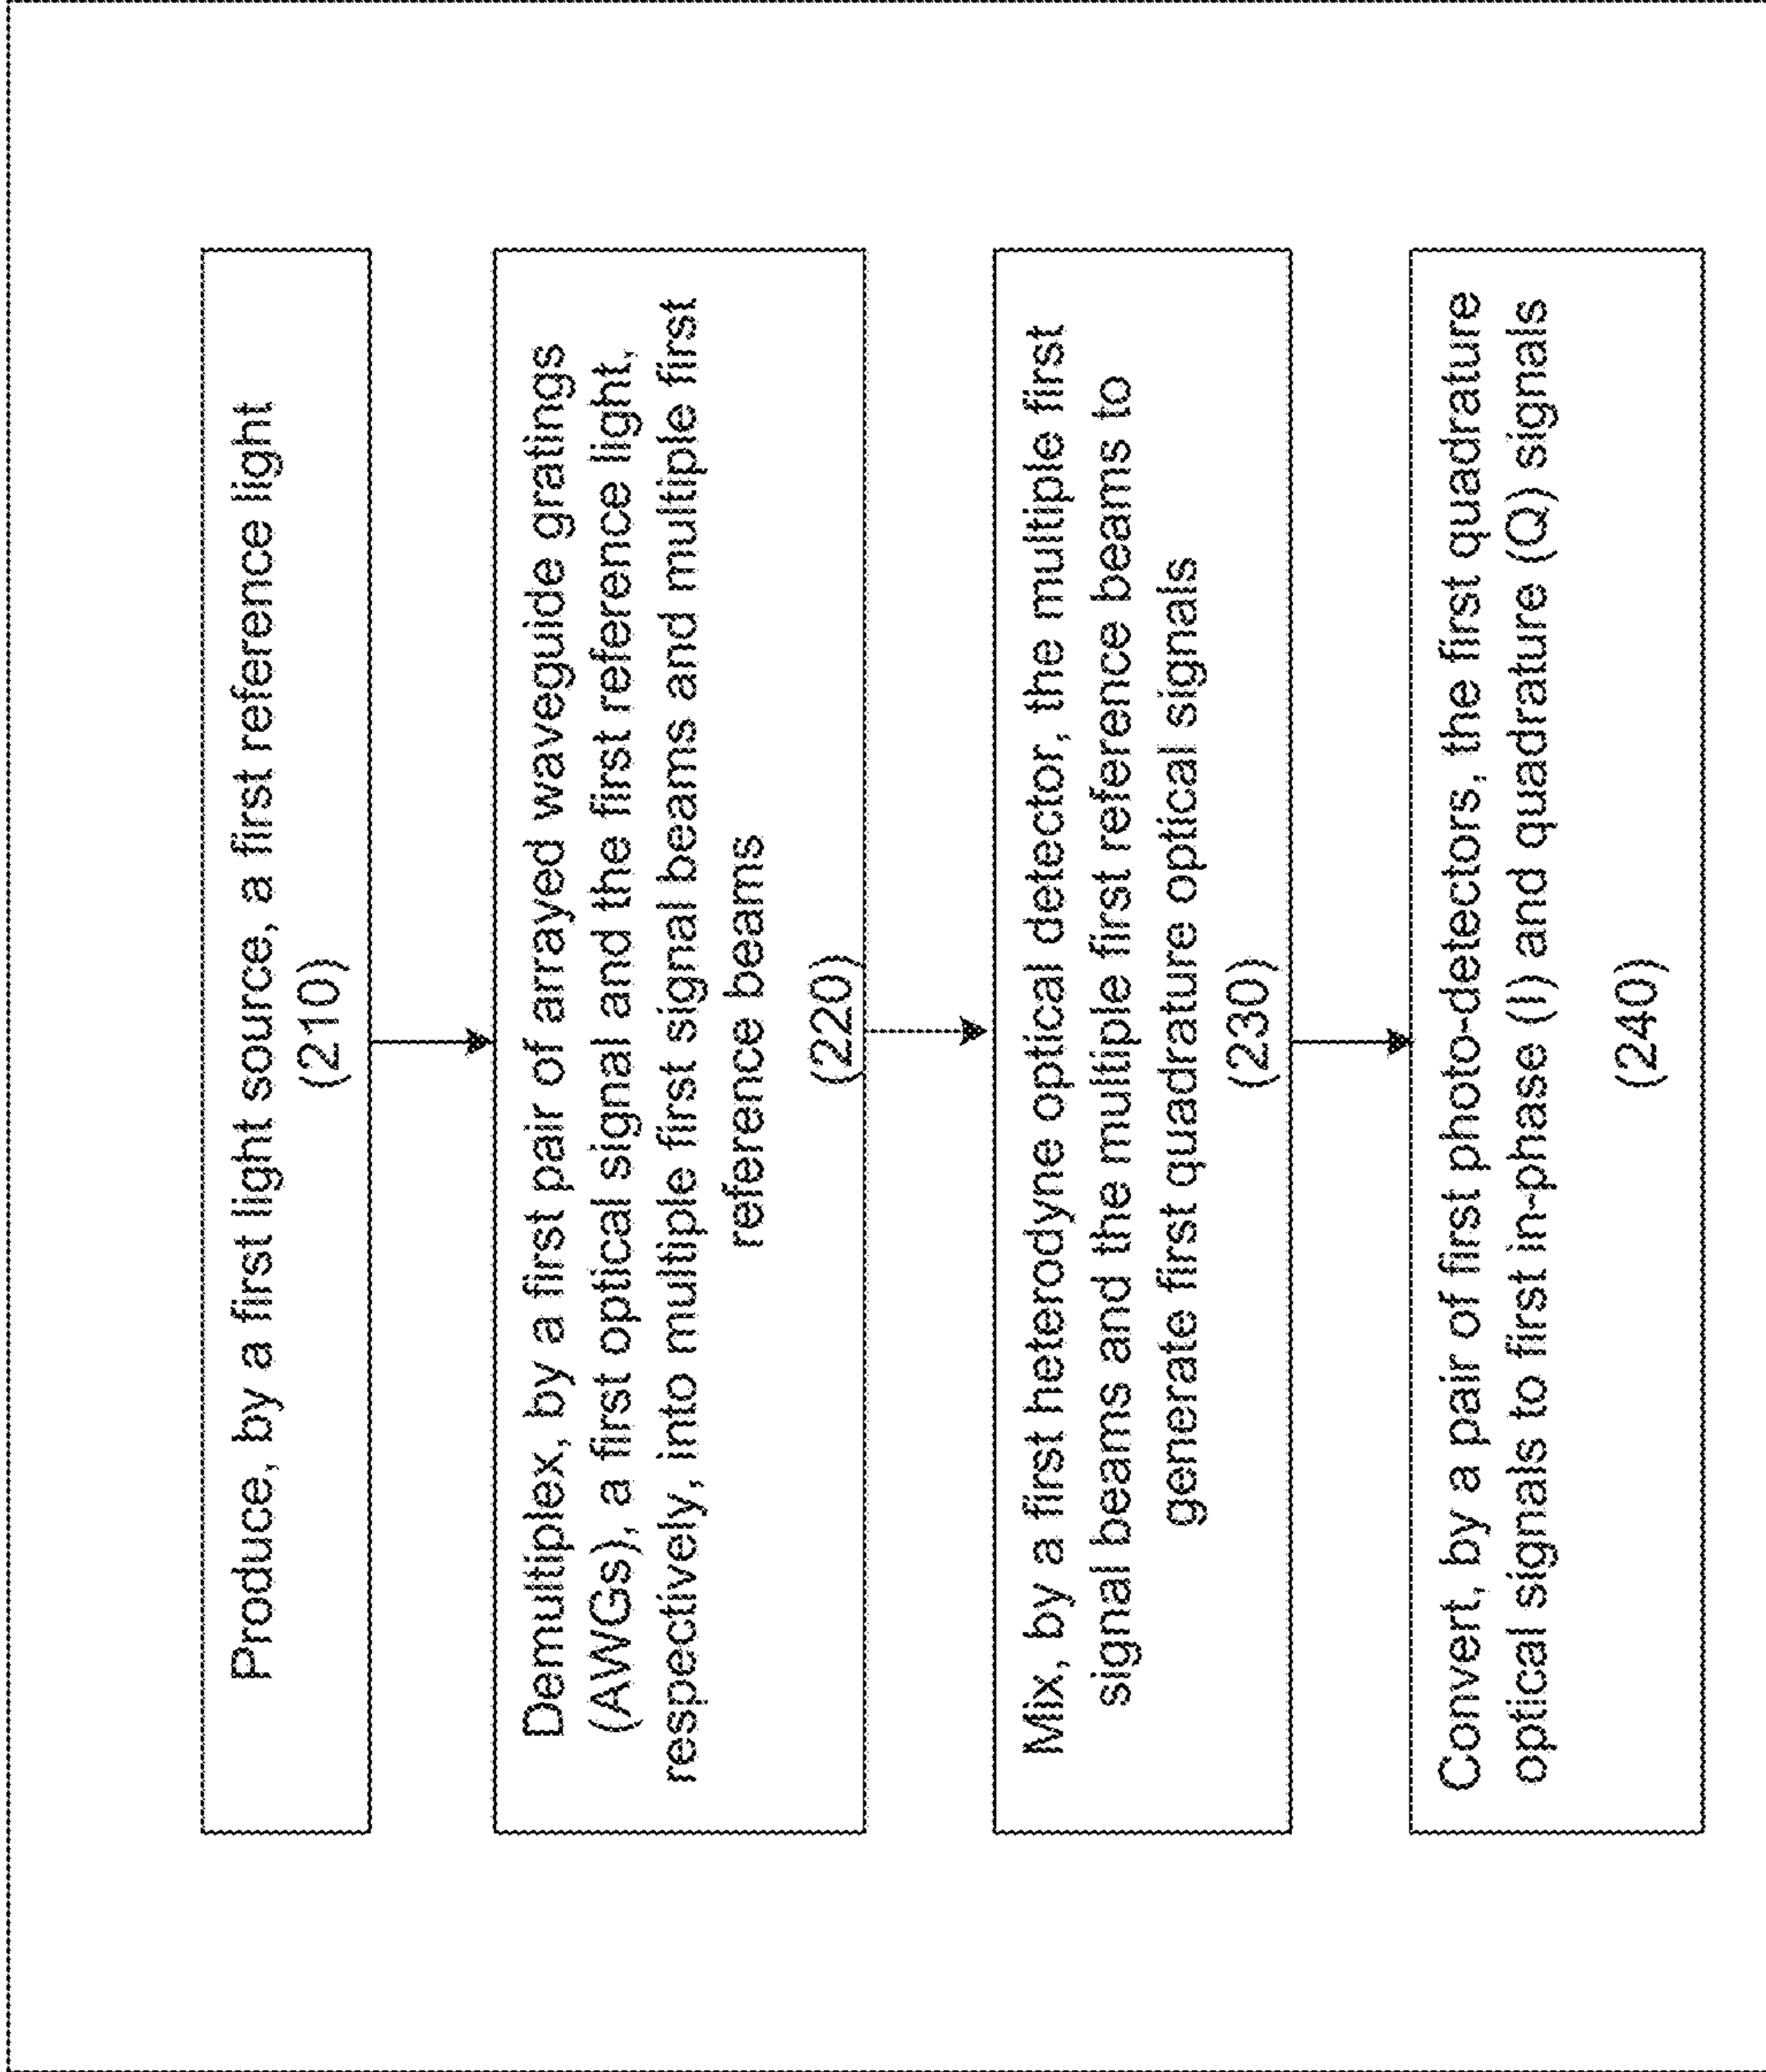 Produce, by a first light source, a first reference light
(210)
Demultiplex, by a first pair of arrayed waveguide gratings
(AWGs), a first optical signal and the first reference light,
respectively, into multiple first signal beams and multiple first
reference beams
(220)
Mix, by a first heterodyne optical detector, the multiple first
signal beams and the multiple first reference beams to
generate first quadrature optical signals
(230)
Convert, by a pair of first photo-detectors, the first quadrature
optical signals to first in-phase (I) and quadrature (Q) signals
(240)